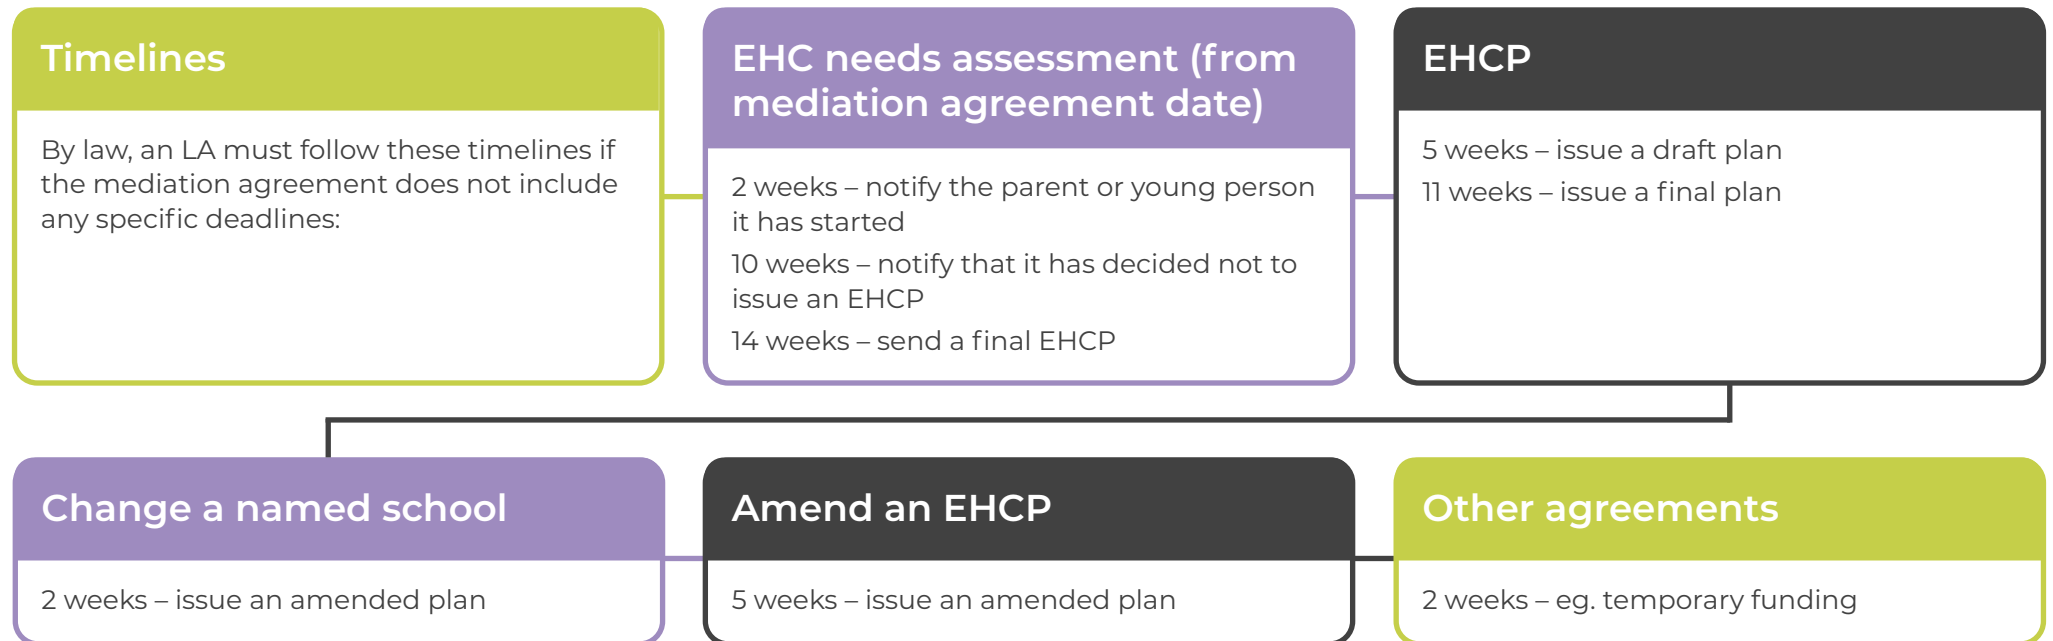 Timelines
By law, an LA must follow these timelines if
the mediation agreement does not include
any specific deadlines:
EHC needs assessment (from
mediation agreement date)
2 weeks – notify the parent or young person
it has started
10 weeks – notify that it has decided not to
issue an EHCP
14 weeks – send a final EHCP
EHCP
5 weeks – issue a draft plan
11 weeks – issue a final plan
Change a named school
2 weeks – issue an amended plan
Amend an EHCP
5 weeks – issue an amended plan
Other agreements
2 weeks – eg. temporary funding